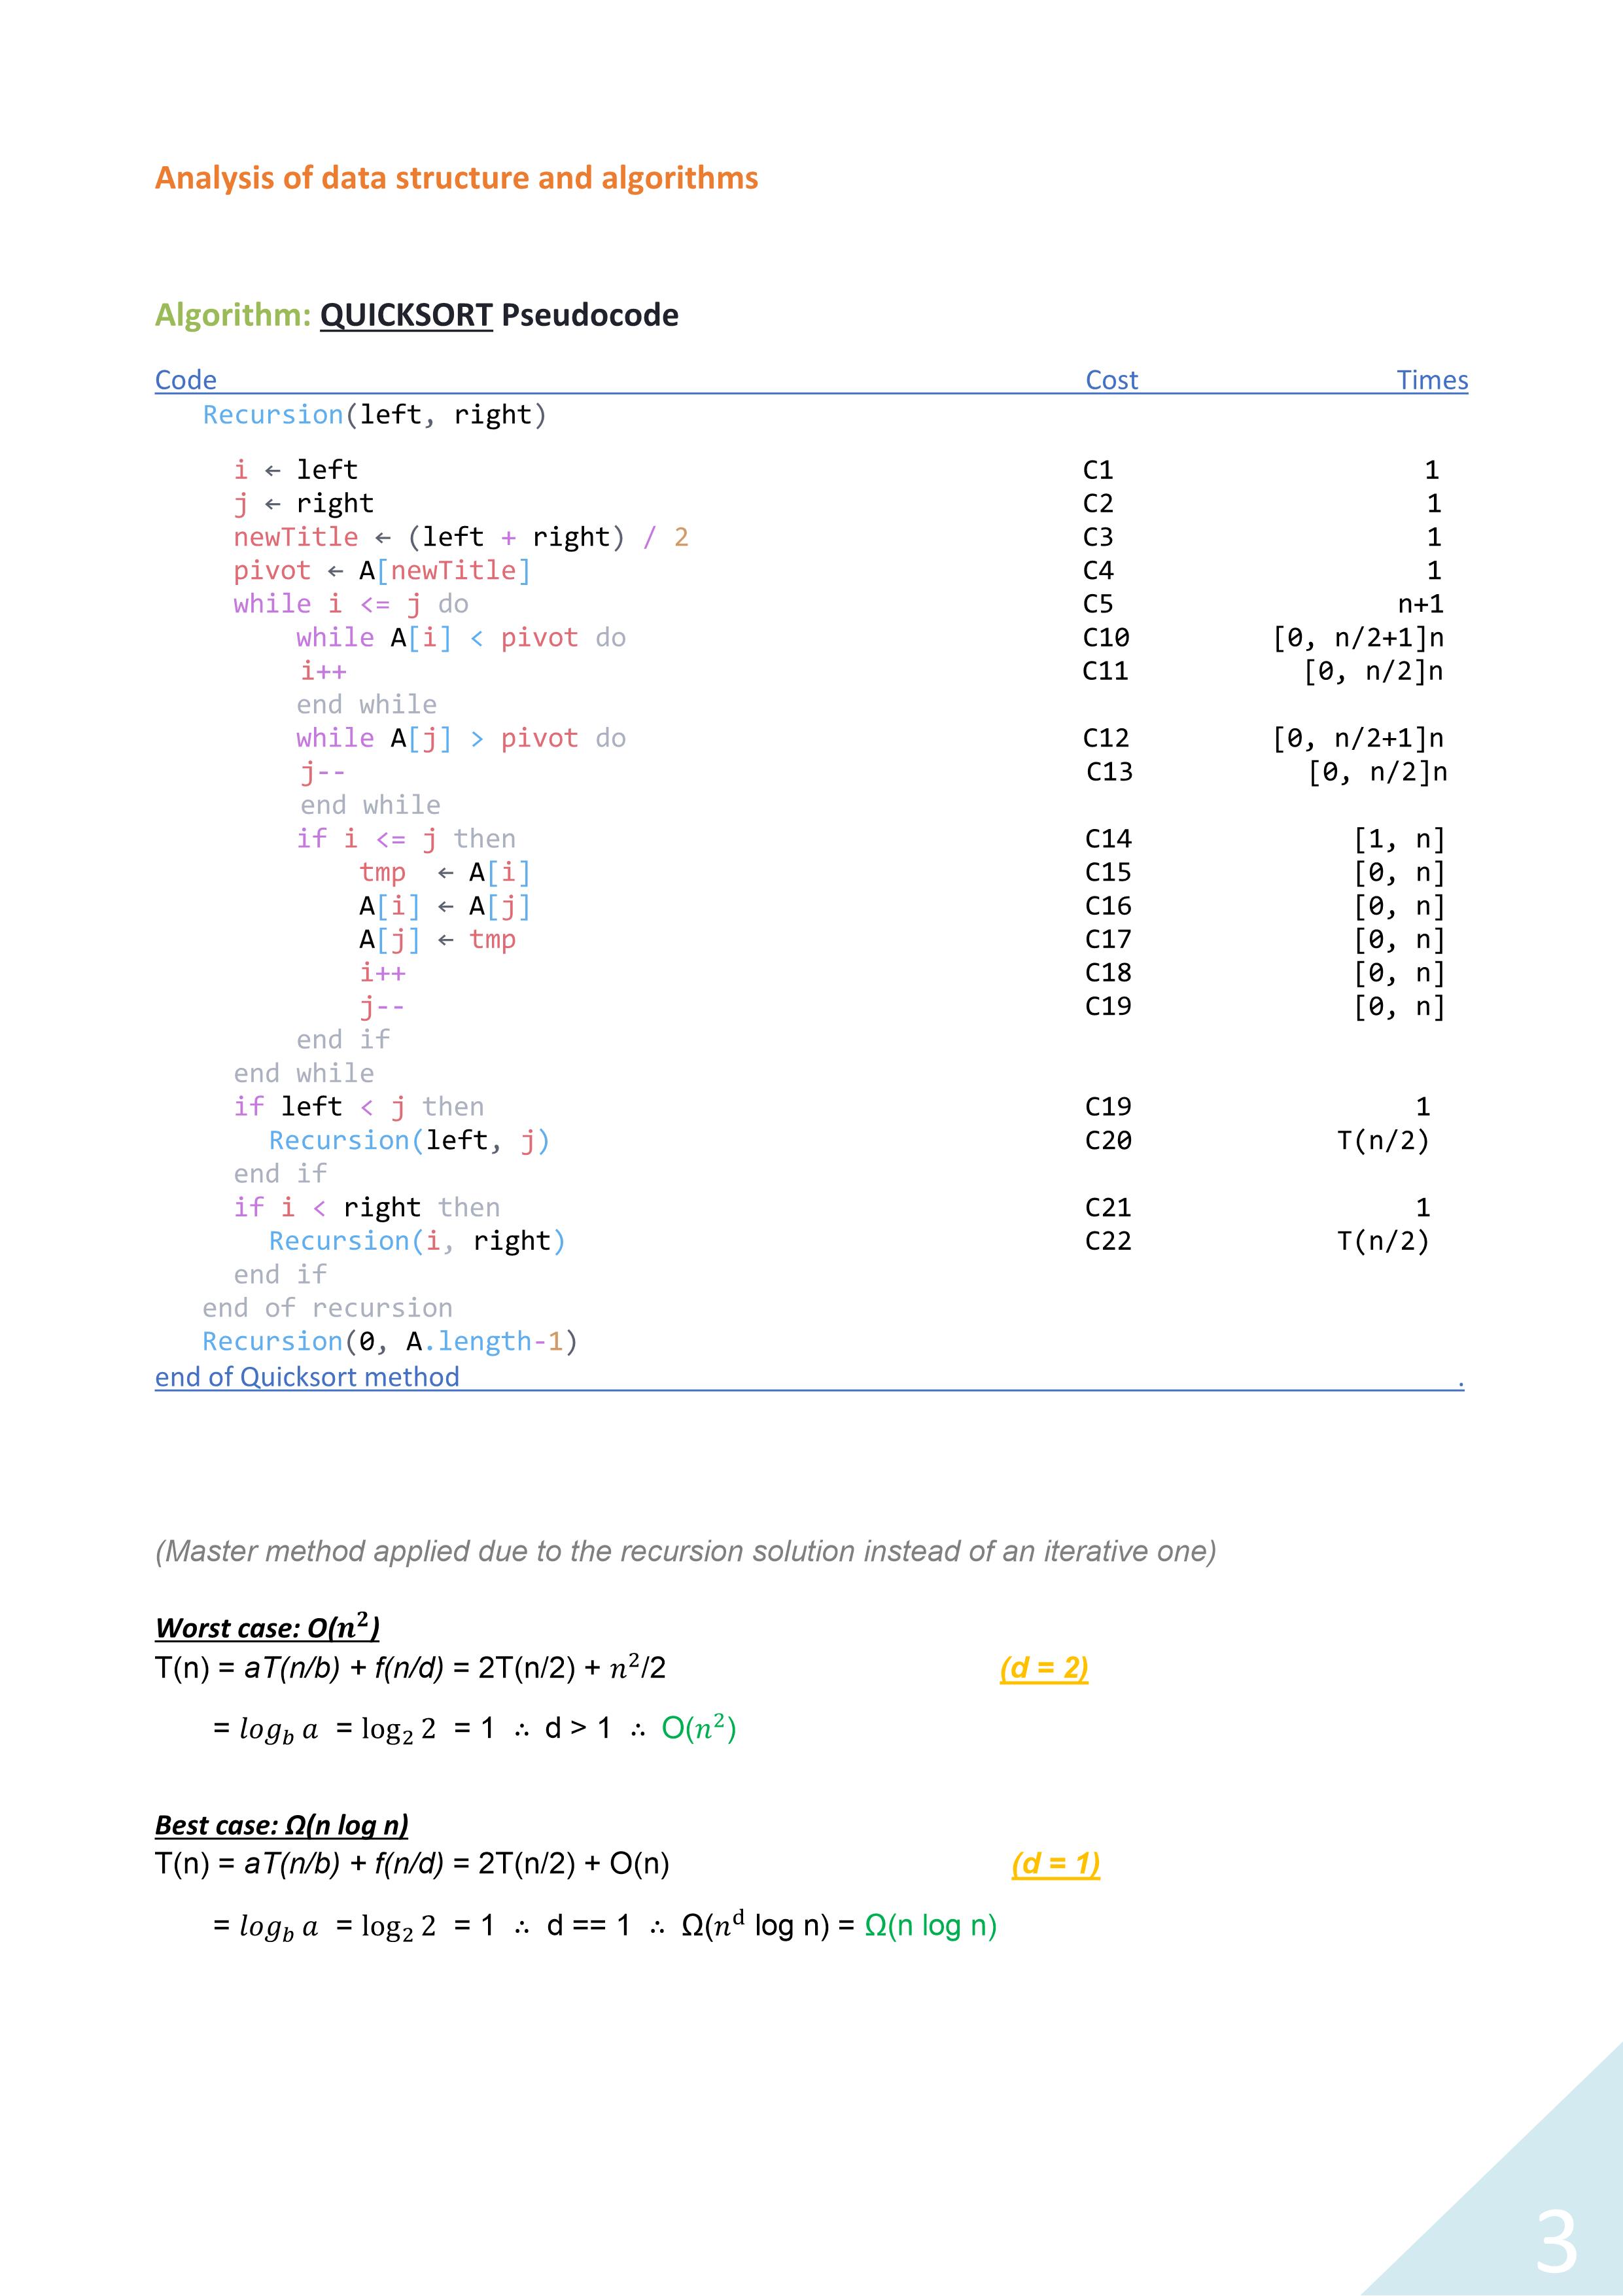 Analysis of data structure and algorithms
Algorithm: QUICKSORT Pseudocode
Code Cost Times
Recursion(left, right)
i ← left C1 1
j ← right C2 1
newTitle ← (left + right) / 2 C3 1
pivot ← A[newTitle] C4 1
while i <= j do C5 n+1
while A[i] < pivot do C10 [0, n/2+1]n
i++ C11 [0, n/2]n
end while
while A[j] > pivot do C12 [0, n/2+1]n
j-- C13 [0, n/2]n
end while
if i <= j then C14 [1, n]
tmp ← A[i] C15 [0, n]
A[i] ← A[j] C16 [0, n]
A[j] ← tmp C17 [0, n]
i++ C18 [0, n]
j-- C19 [0, n]
end if
end while
if left < j then C19 1
Recursion(left, j) C20 T(n/2)
end if
if i < right then C21 1
Recursion(i, right) C22 T(n/2)
end if
end of recursion
Recursion(0, A.length-1)
end of Quicksort method .
(Master method applied due to the recursion solution instead of an iterative one)
Worst case: O(n²)
T(n) = aT(n/b) + f(n/d) = 2T(n/2) + n²/2 (d = 2)
= log_b a = log₂ 2 = 1 ∴ d > 1 ∴ O(n²)
Best case: Ω(n log n)
T(n) = aT(n/b) + f(n/d) = 2T(n/2) + O(n) (d = 1)
= log_b a = log₂ 2 = 1 ∴ d == 1 ∴ Ω(n^d log n) = Ω(n log n)
3